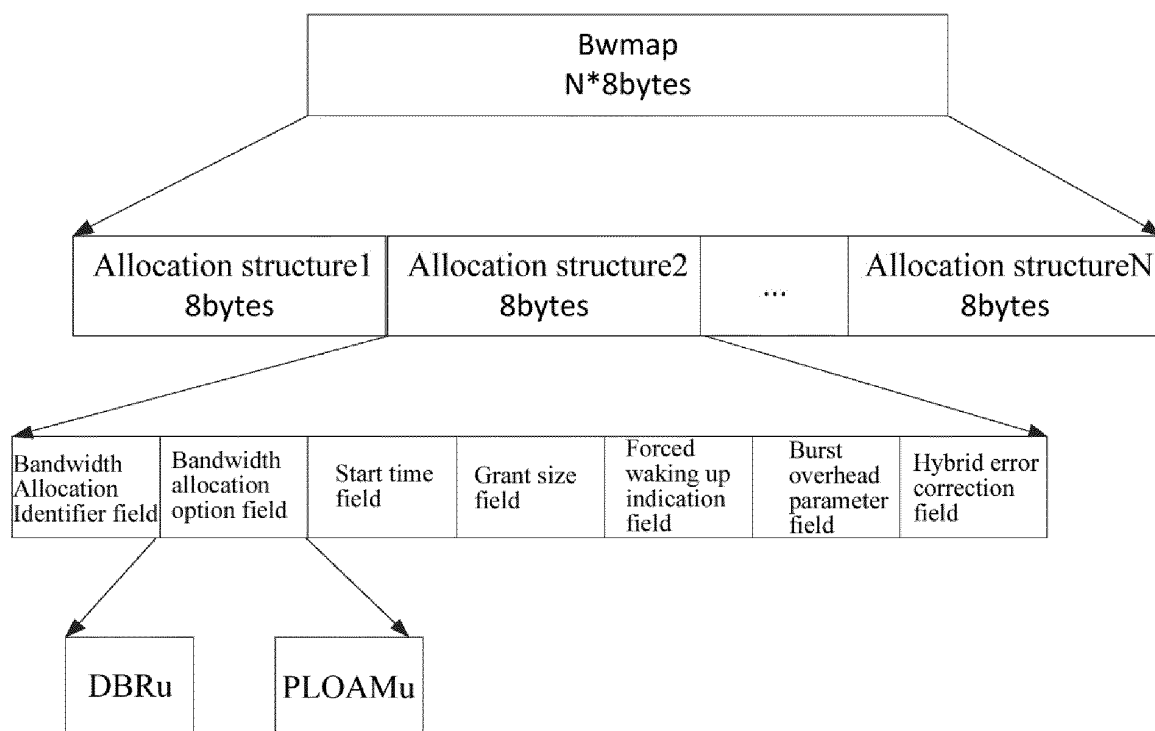 Bwmap
N*8bytes
Allocation structure1
8bytes
Allocation structure2
8bytes
...
Allocation structureN
8bytes
Bandwidth
Allocation
Identifier field
Bandwidth
allocation
option field
Start time
field
Grant size
field
Forced
waking up
indication
field
Burst
overhead
parameter
field
Hybrid error
correction
field
DBRu
PLOAMu